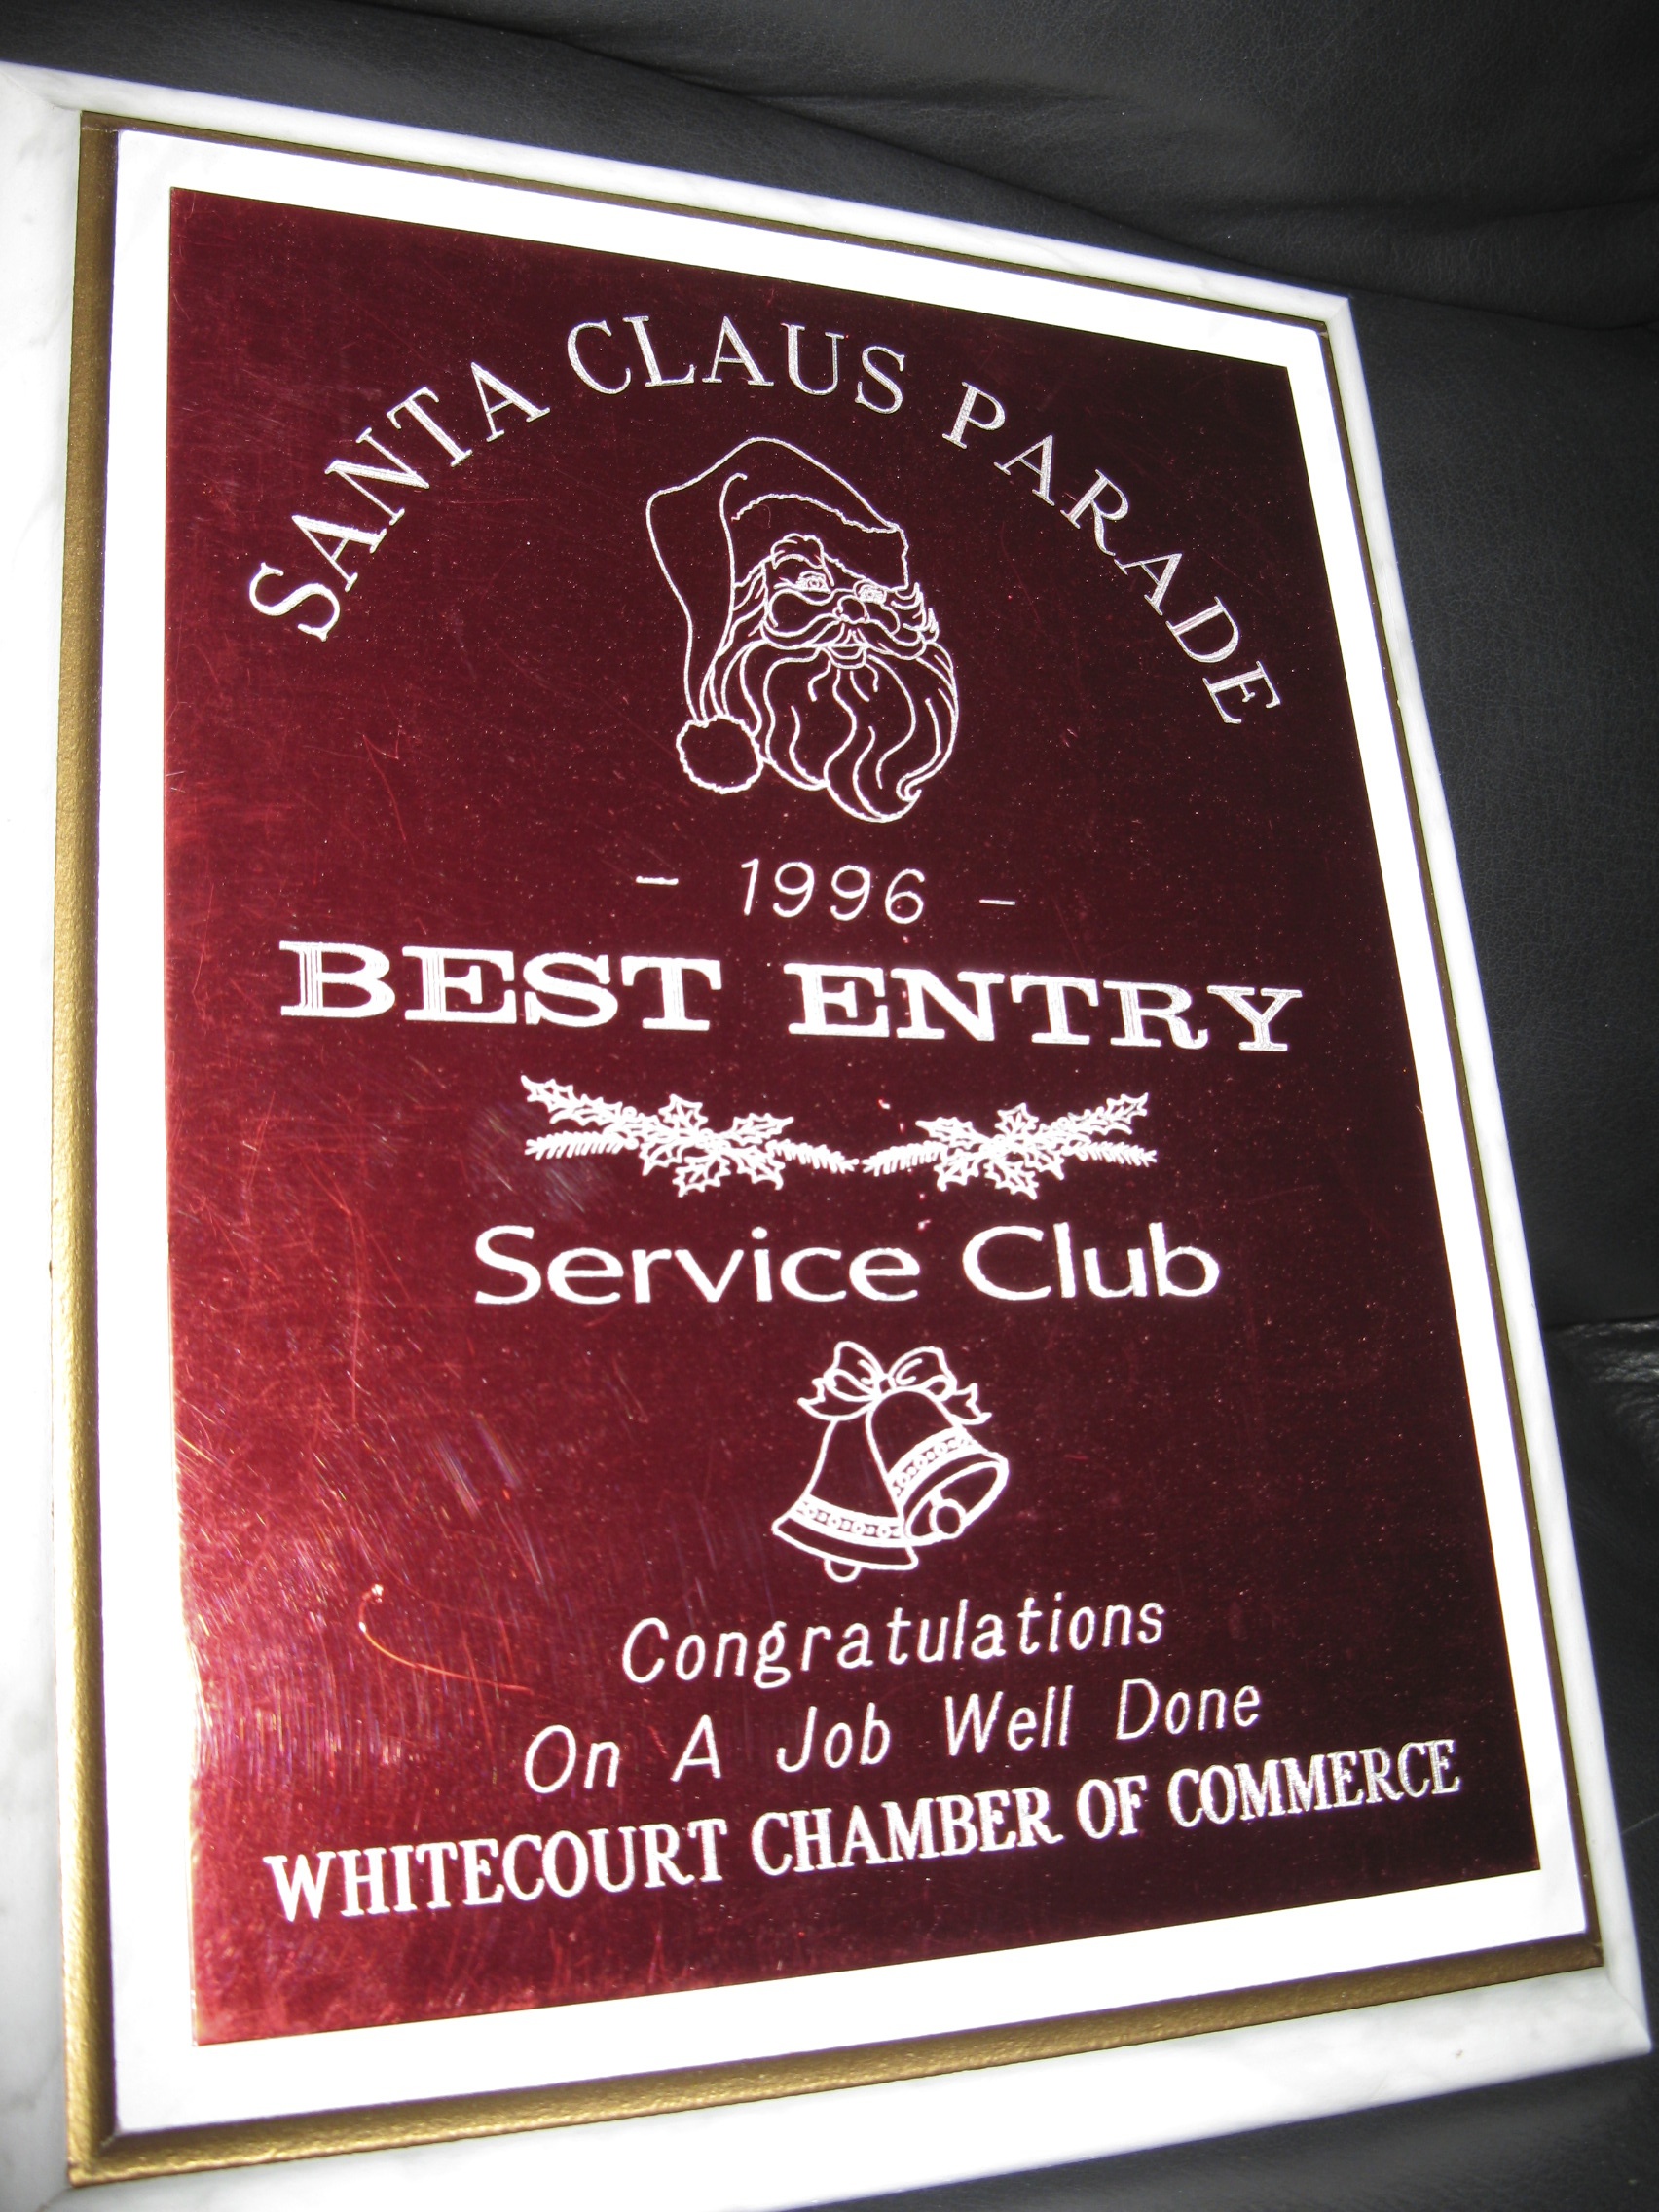 SANTA CLAUS PARADE
- 1996 -
BEST ENTRY
Service Club
Congratulations
On A Job Well Done
WHITECOURT CHAMBER OF COMMERCE